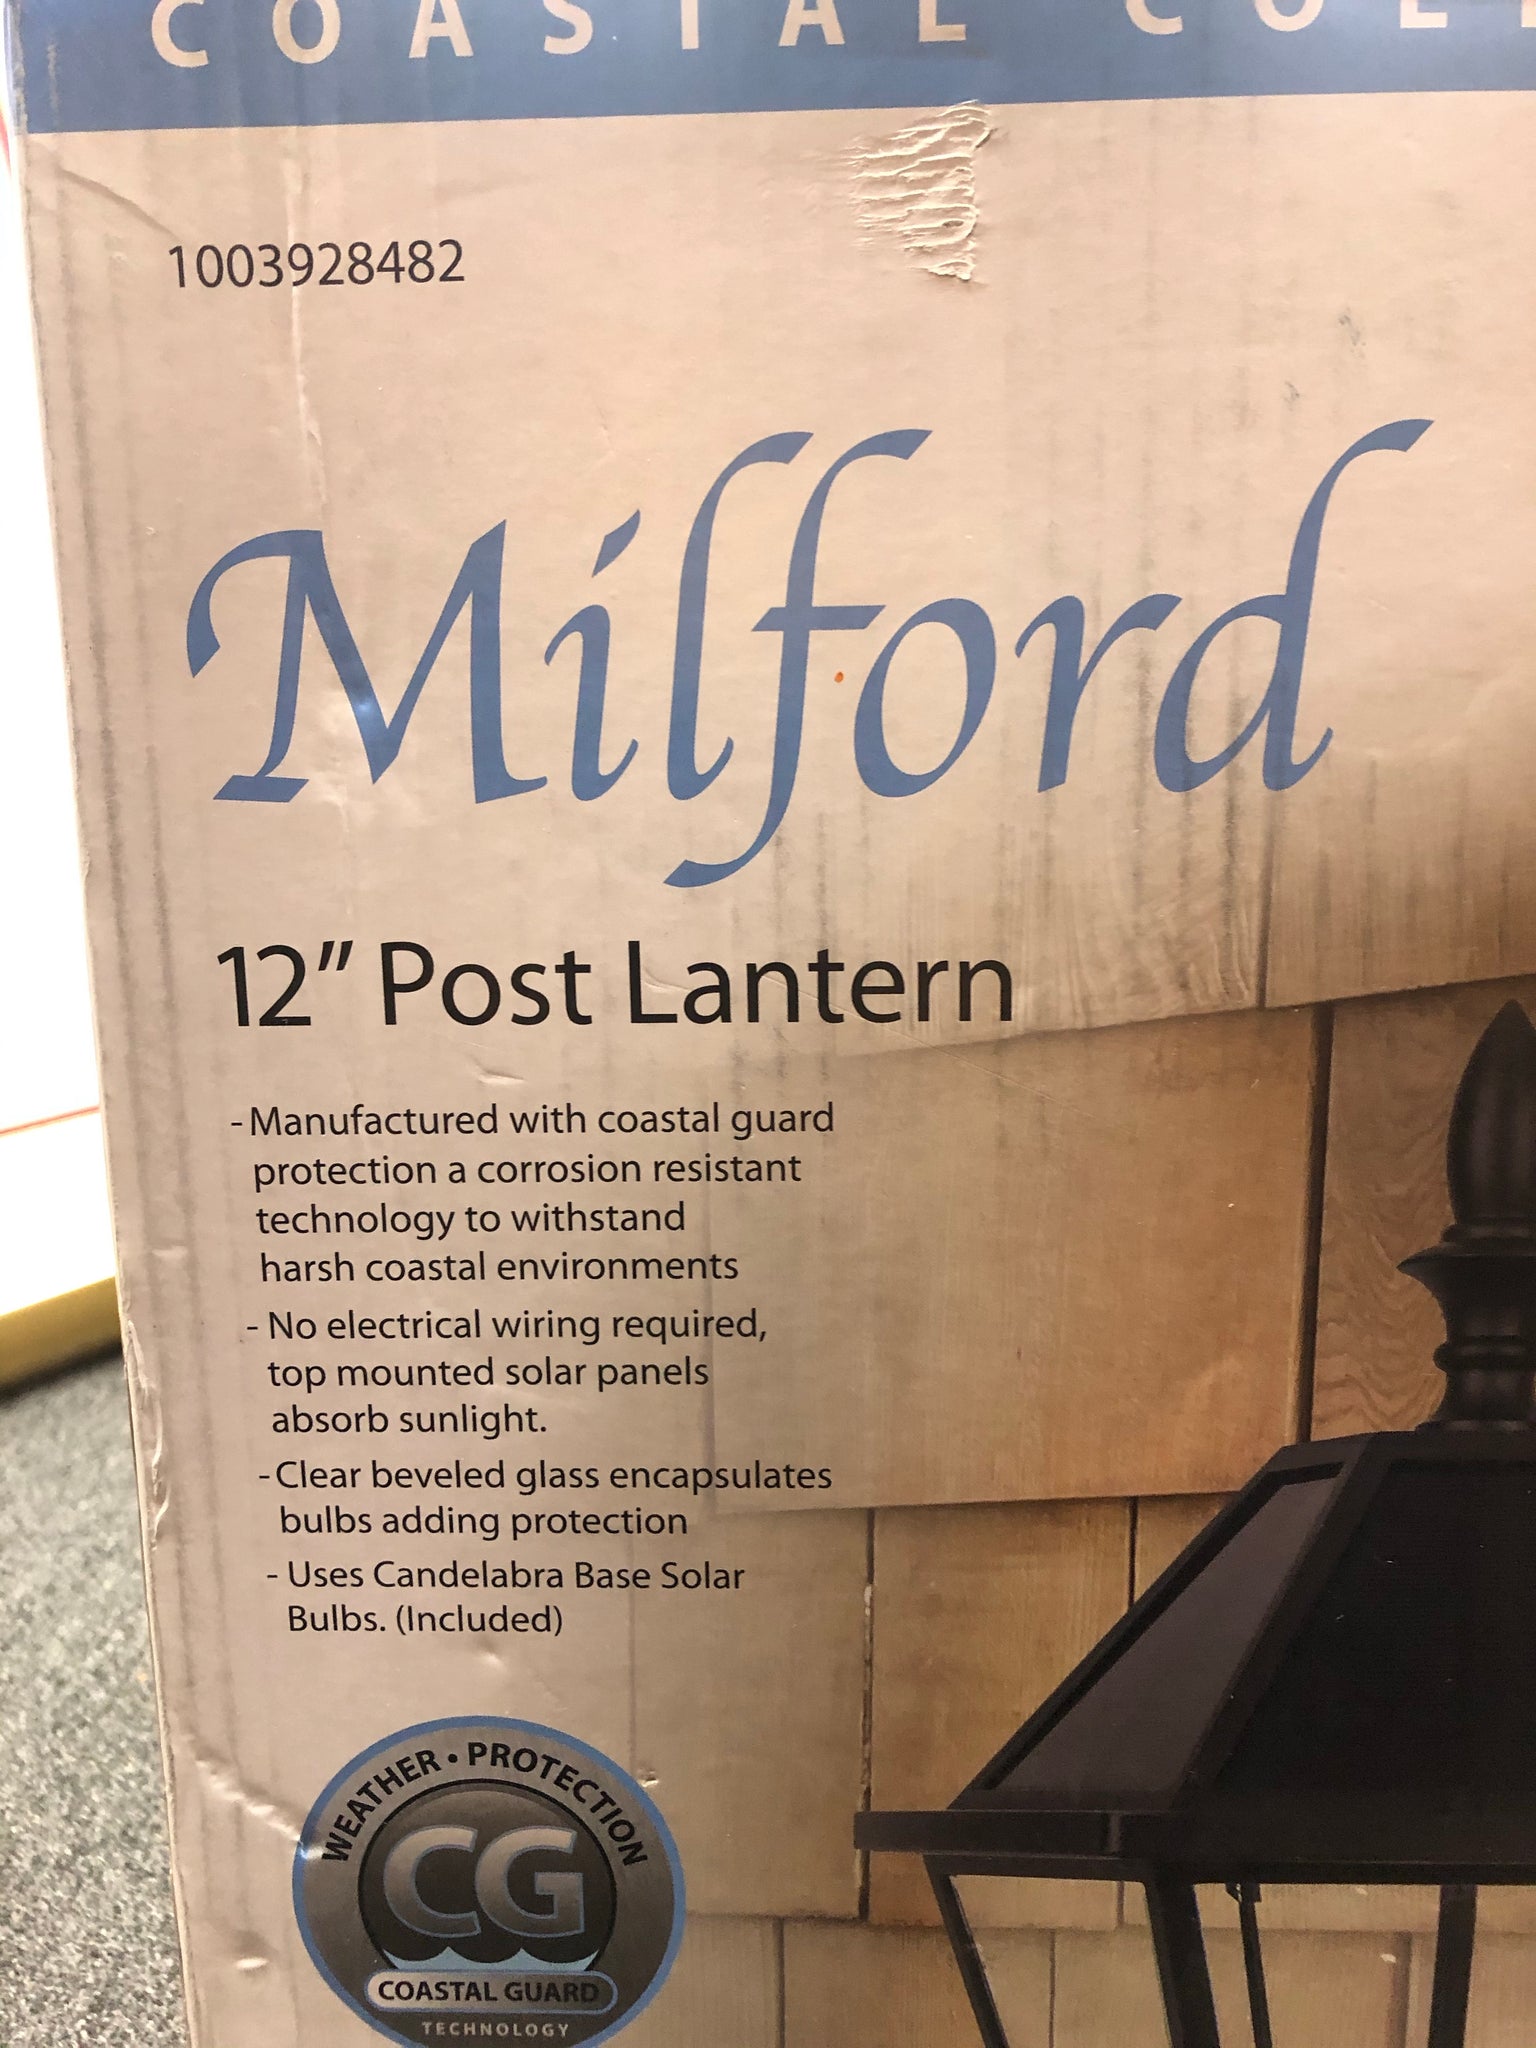 COASTAL
1003928482
Milford
12” Post Lantern
- Manufactured with coastal guard
protection a corrosion resistant
technology to withstand
harsh coastal environments
- No electrical wiring required,
top mounted solar panels
absorb sunlight.
- Clear beveled glass encapsulates
bulbs adding protection
- Uses Candelabra Base Solar
Bulbs. (Included)
WEATHER • PROTECTION
CG
COASTAL GUARD
TECHNOLOGY